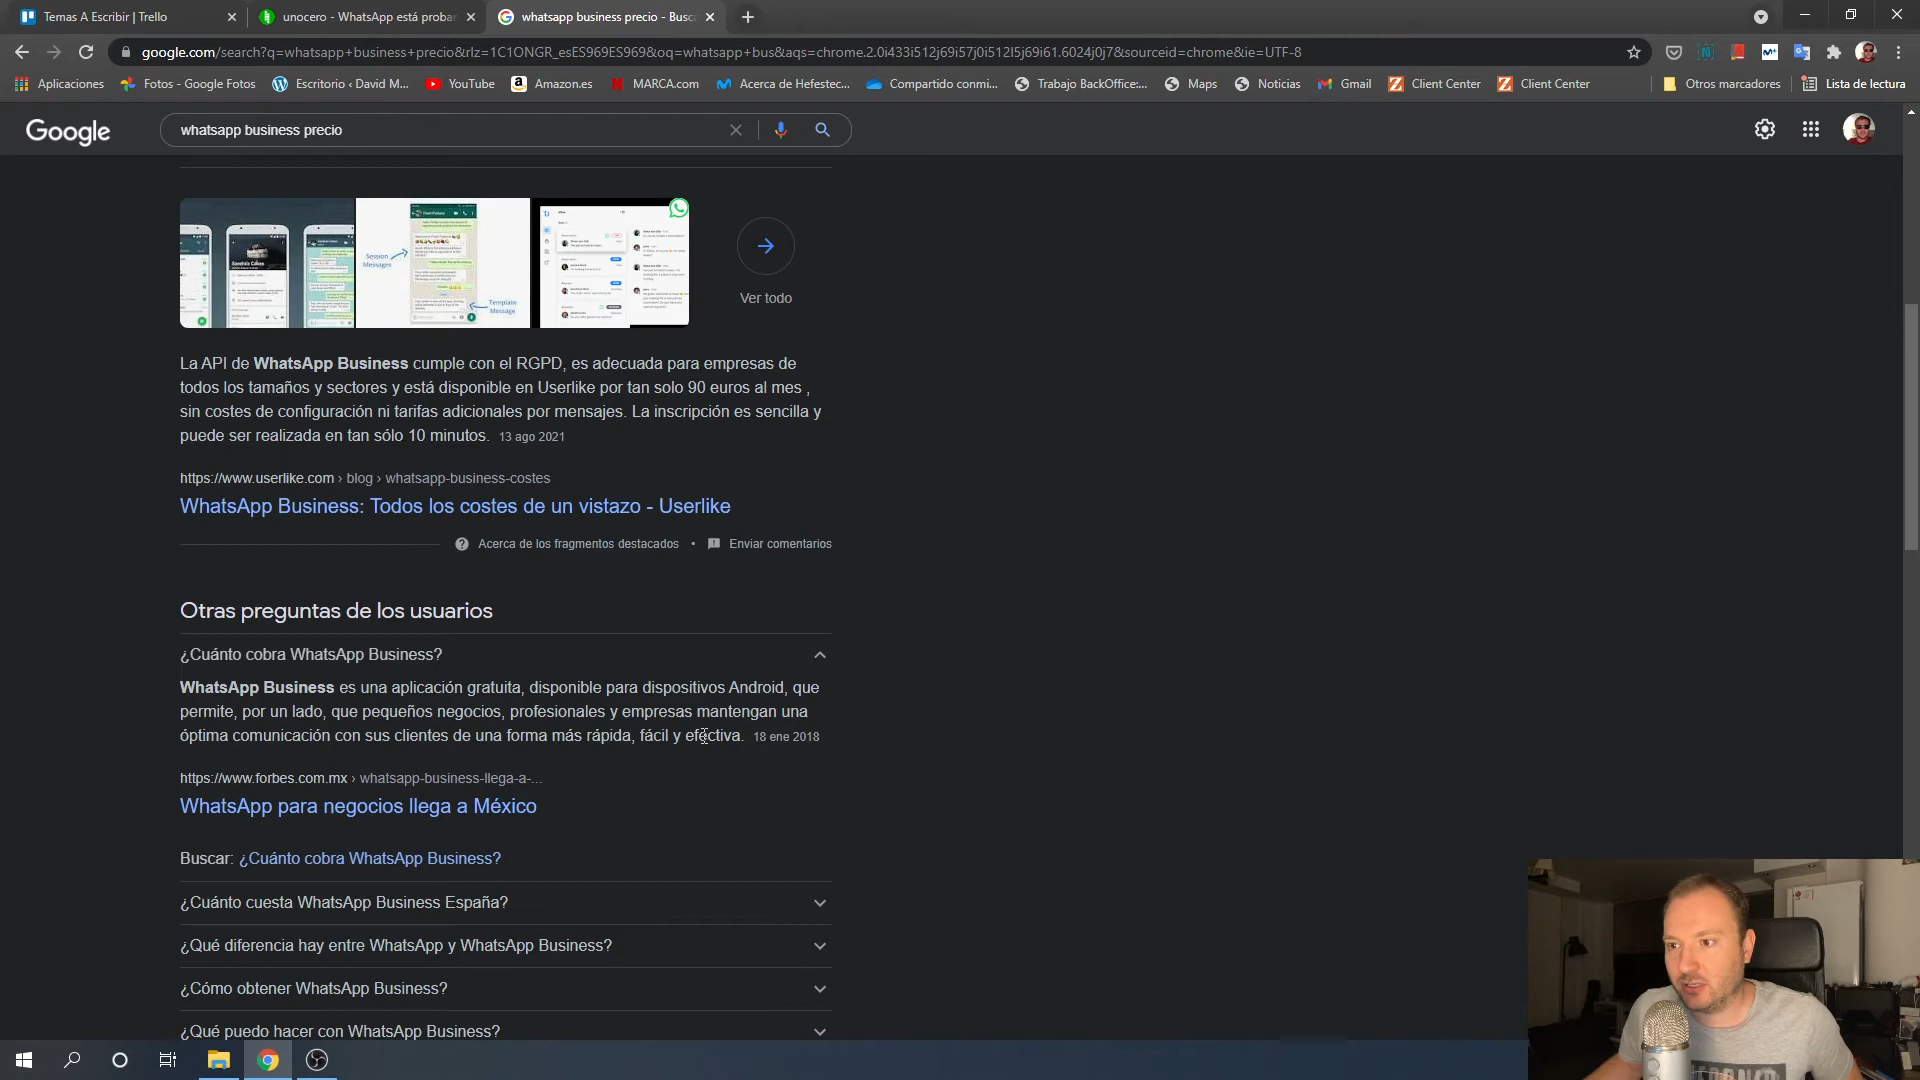 Temas A Escribir | Trello
unocero - WhatsApp está probar
whatsapp business precio - Busc
google.com/search?q=whatsapp+business+precio&rlz=1C1ONGR_esES969ES969&oq=whatsapp+bus&aqs=chrome.2.0i433i512j69i57j0i512l5j69i61.6024j0j7&sourceid=chrome&ie=UTF-8
Aplicaciones
Fotos - Google Fotos
Escritorio ‹ David M...
YouTube
Amazon.es
MARCA.com
Acerca de Hefestec...
Compartido conmi...
Trabajo BackOffice:...
Maps
Noticias
Gmail
Client Center
Client Center
Otros marcadores
Lista de lectura
Google
whatsapp business precio
Session
Messages
Template
Message
Ver todo
La API de WhatsApp Business cumple con el RGPD, es adecuada para empresas de
todos los tamaños y sectores y está disponible en Userlike por tan solo 90 euros al mes ,
sin costes de configuración ni tarifas adicionales por mensajes. La inscripción es sencilla y
puede ser realizada en tan sólo 10 minutos. 13 ago 2021
https://www.userlike.com › blog › whatsapp-business-costes
WhatsApp Business: Todos los costes de un vistazo - Userlike
Acerca de los fragmentos destacados • Enviar comentarios
Otras preguntas de los usuarios
¿Cuánto cobra WhatsApp Business?
WhatsApp Business es una aplicación gratuita, disponible para dispositivos Android, que
permite, por un lado, que pequeños negocios, profesionales y empresas mantengan una
óptima comunicación con sus clientes de una forma más rápida, fácil y efectiva. 18 ene 2018
https://www.forbes.com.mx › whatsapp-business-llega-a-...
WhatsApp para negocios llega a México
Buscar: ¿Cuánto cobra WhatsApp Business?
¿Cuánto cuesta WhatsApp Business España?
¿Qué diferencia hay entre WhatsApp y WhatsApp Business?
¿Cómo obtener WhatsApp Business?
¿Qué puedo hacer con WhatsApp Business?